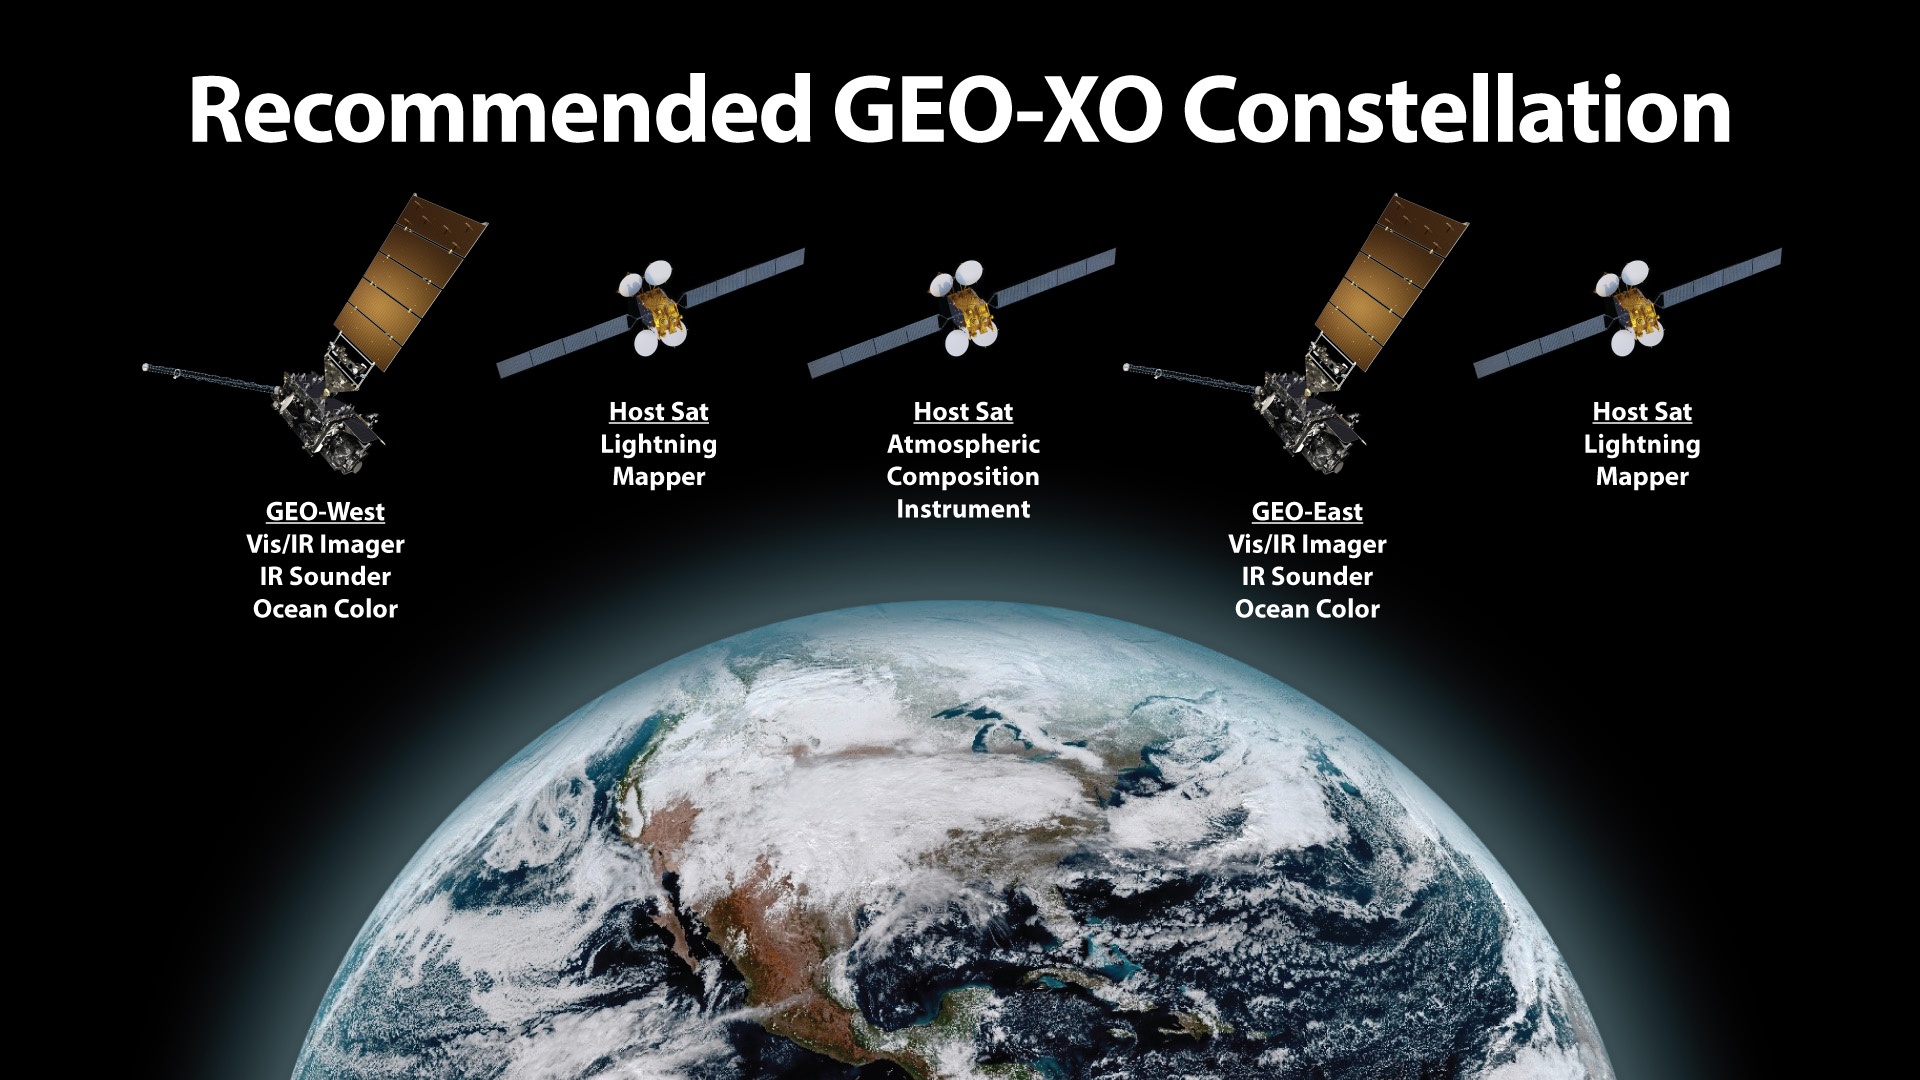 Recommended GEO-XO Constellation
GEO-West
Vis/IR Imager
IR Sounder
Ocean Color
Host Sat
Lightning
Mapper
Host Sat
Atmospheric
Composition
Instrument
GEO-East
Vis/IR Imager
IR Sounder
Ocean Color
Host Sat
Lightning
Mapper